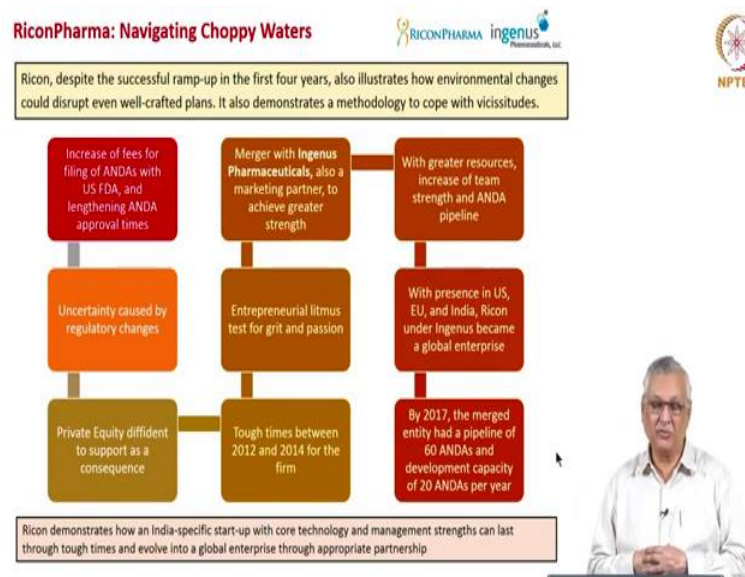 RiconPharma: Navigating Choppy Waters
RICONPHARMA
ingenus
Pharmaceuticals, LLC
NPTE
Ricon, despite the successful ramp-up in the first four years, also illustrates how environmental changes
could disrupt even well-crafted plans. It also demonstrates a methodology to cope with vicissitudes.
Increase of fees for
filing of ANDAs with
US FDA, and
lengthening ANDA
approval times
Uncertainty caused by
regulatory changes
Private Equity diffident
to support as a
consequence
Tough times between
2012 and 2014 for the
firm
Entrepreneurial litmus
test for grit and passion
Merger with Ingenus
Pharmaceuticals, also a
marketing partner, to
achieve greater
strength
With greater resources,
increase of team
strength and ANDA
pipeline
With presence in US,
EU, and India, Ricon
under Ingenus became
a global enterprise
By 2017, the merged
entity had a pipeline of
60 ANDAs and
development capacity
of 20 ANDAs per year
Ricon demonstrates how an India-specific start-up with core technology and management strengths can last
through tough times and evolve into a global enterprise through appropriate partnership